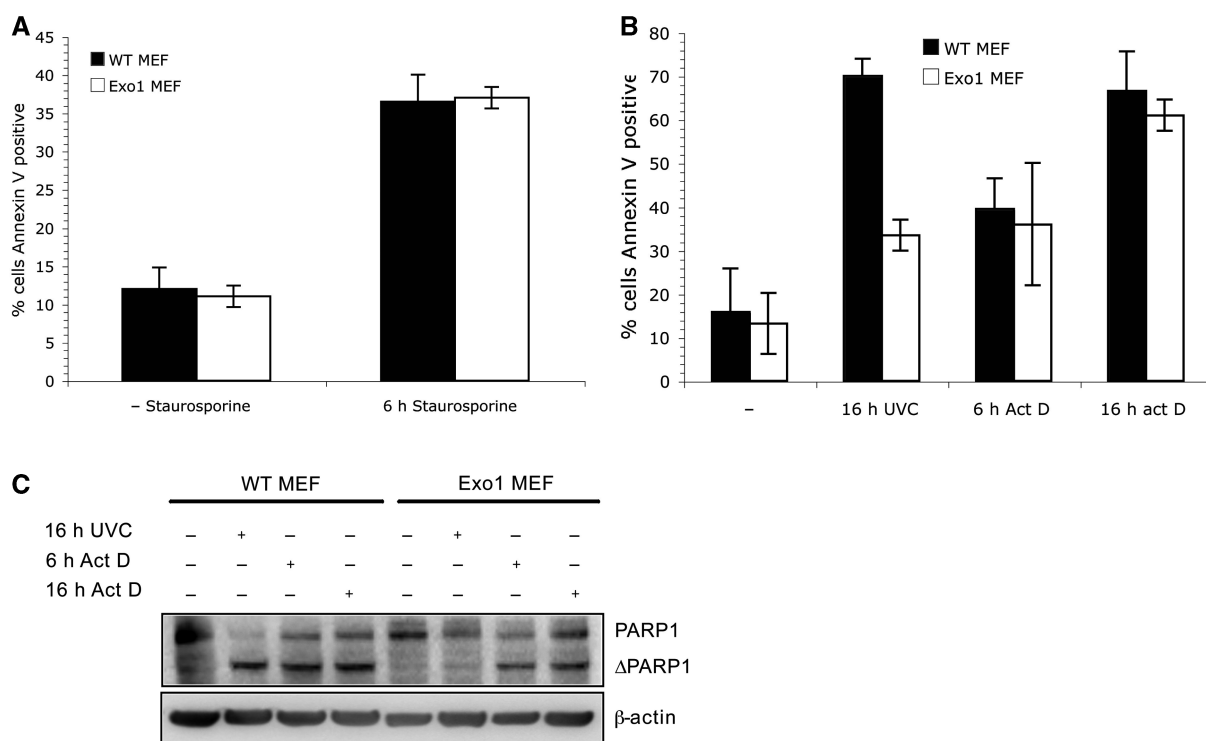 A
% cells Annexin V positive
45
40
35
30
25
20
15
10
5
0
WT MEF
Exo1 MEF
– Staurosporine
6 h Staurosporine
B
% cells Annexin V positive
80
70
60
50
40
30
20
10
0
WT MEF
Exo1 MEF
–
16 h UVC
6 h Act D
16 h act D
C
WT MEF
Exo1 MEF
16 h UVC – + – – – + – –
6 h Act D – – + – – – + –
16 h Act D – – – + – – – +
PARP1
ΔPARP1
β-actin